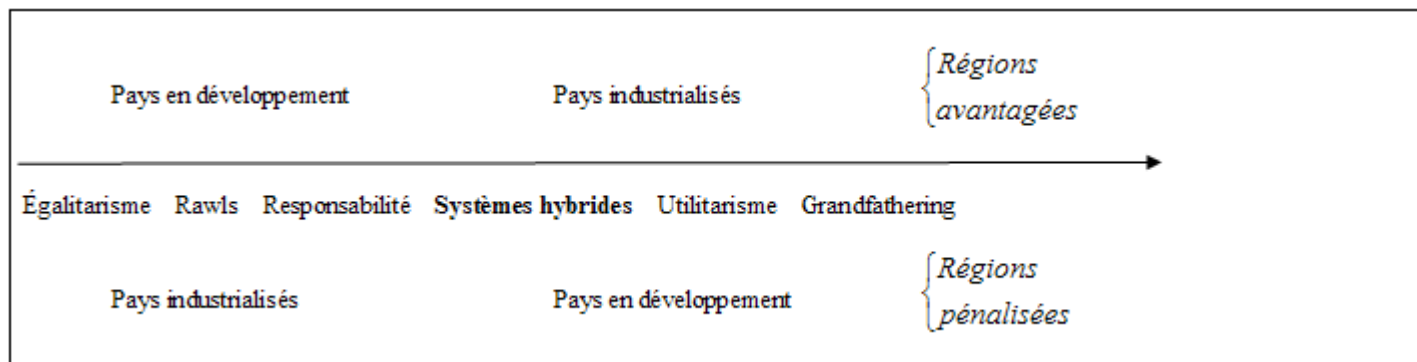 Pays en développement Pays industrialisés Régions
avantagées
Égalitarisme Rawls Responsabilité Systèmes hybrides Utilitarisme Grandfathering
Pays industrialisés Pays en développement Régions
pénalisées